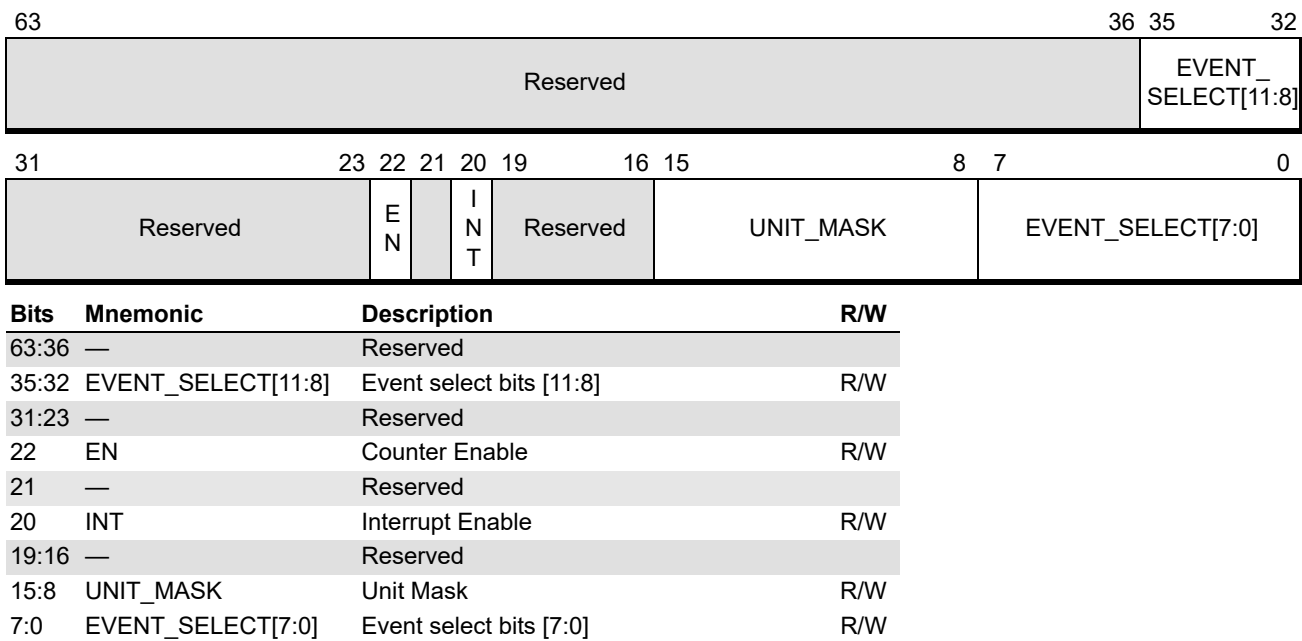 63 36 35 32
Reserved EVENT_
SELECT[11:8]
31 23 22 21 20 19 16 15 8 7 0
Reserved E
N I
N
T Reserved UNIT_MASK EVENT_SELECT[7:0]
Bits Mnemonic Description R/W
63:36 — Reserved
35:32 EVENT_SELECT[11:8] Event select bits [11:8] R/W
31:23 — Reserved
22 EN Counter Enable R/W
21 — Reserved
20 INT Interrupt Enable R/W
19:16 — Reserved
15:8 UNIT_MASK Unit Mask R/W
7:0 EVENT_SELECT[7:0] Event select bits [7:0] R/W